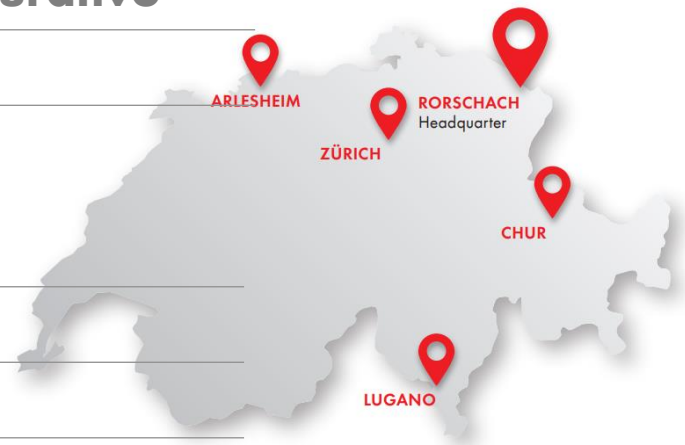 ARLESHEIM
RORSCHACH
Headquarter
ZÜRICH
CHUR
LUGANO